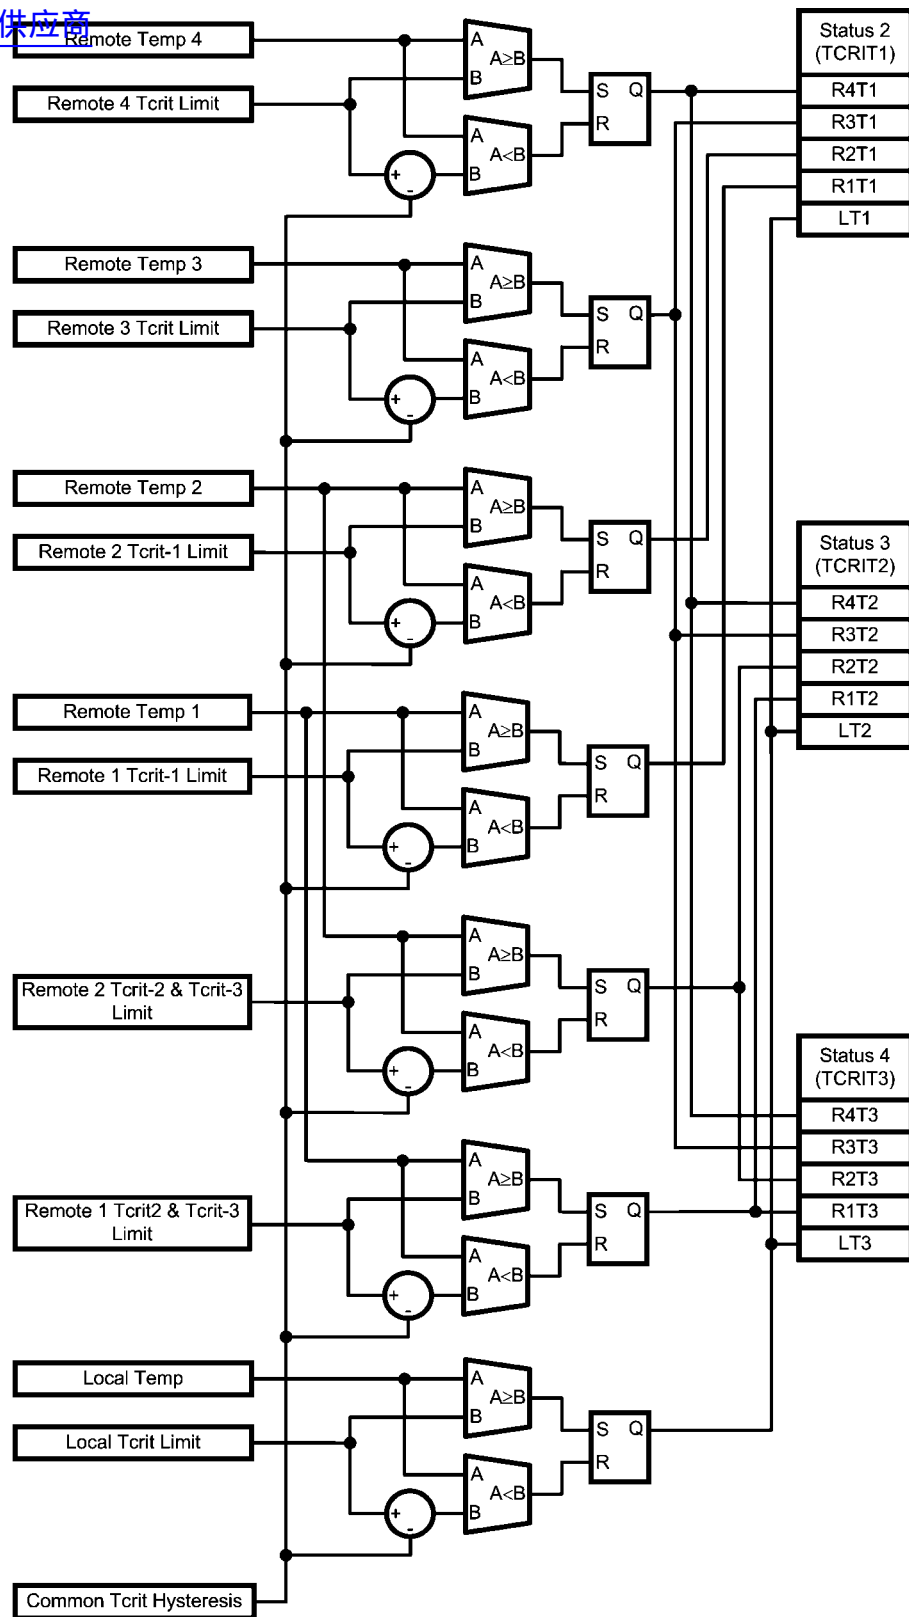 供应商
Remote Temp 4
Remote 4 Tcrit Limit
A
A≥B
B
A
A<B
B
+
-
S Q
R
Status 2
(TCRIT1)
R4T1
R3T1
R2T1
R1T1
LT1
Remote Temp 3
Remote 3 Tcrit Limit
A
A≥B
B
A
A<B
B
+
-
S Q
R
Remote Temp 2
Remote 2 Tcrit-1 Limit
A
A≥B
B
A
A<B
B
+
-
S Q
R
Status 3
(TCRIT2)
R4T2
R3T2
R2T2
R1T2
LT2
Remote Temp 1
Remote 1 Tcrit-1 Limit
A
A≥B
B
A
A<B
B
+
-
S Q
R
Remote 2 Tcrit-2 & Tcrit-3
Limit
A
A≥B
B
A
A<B
B
+
-
S Q
R
Status 4
(TCRIT3)
R4T3
R3T3
R2T3
R1T3
LT3
Remote 1 Tcrit2 & Tcrit-3
Limit
A
A≥B
B
A
A<B
B
+
-
S Q
R
Local Temp
Local Tcrit Limit
A
A≥B
B
A
A<B
B
+
-
S Q
R
Common Tcrit Hysteresis